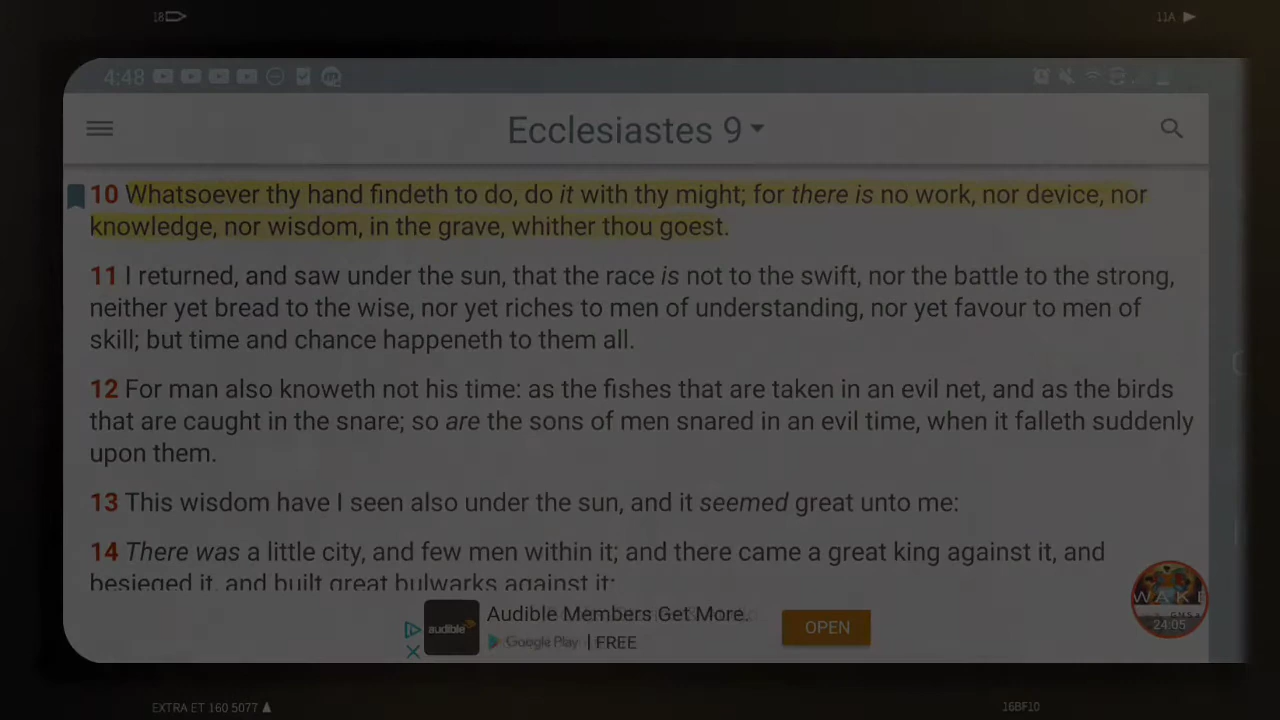 18
11A
4:48
Ecclesiastes 9
10 Whatsoever thy hand findeth to do, do it with thy might; for there is no work, nor device, nor
knowledge, nor wisdom, in the grave, whither thou goest.
11 I returned, and saw under the sun, that the race is not to the swift, nor the battle to the strong,
neither yet bread to the wise, nor yet riches to men of understanding, nor yet favour to men of
skill; but time and chance happeneth to them all.
12 For man also knoweth not his time: as the fishes that are taken in an evil net, and as the birds
that are caught in the snare; so are the sons of men snared in an evil time, when it falleth suddenly
upon them.
13 This wisdom have I seen also under the sun, and it seemed great unto me:
14 There was a little city, and few men within it; and there came a great king against it, and
besieged it, and built great bulwarks against it:
audible
Audible Members Get More.
Google Play | FREE
OPEN
WAKE
24:05
EXTRA ET 160 5077
16BF10